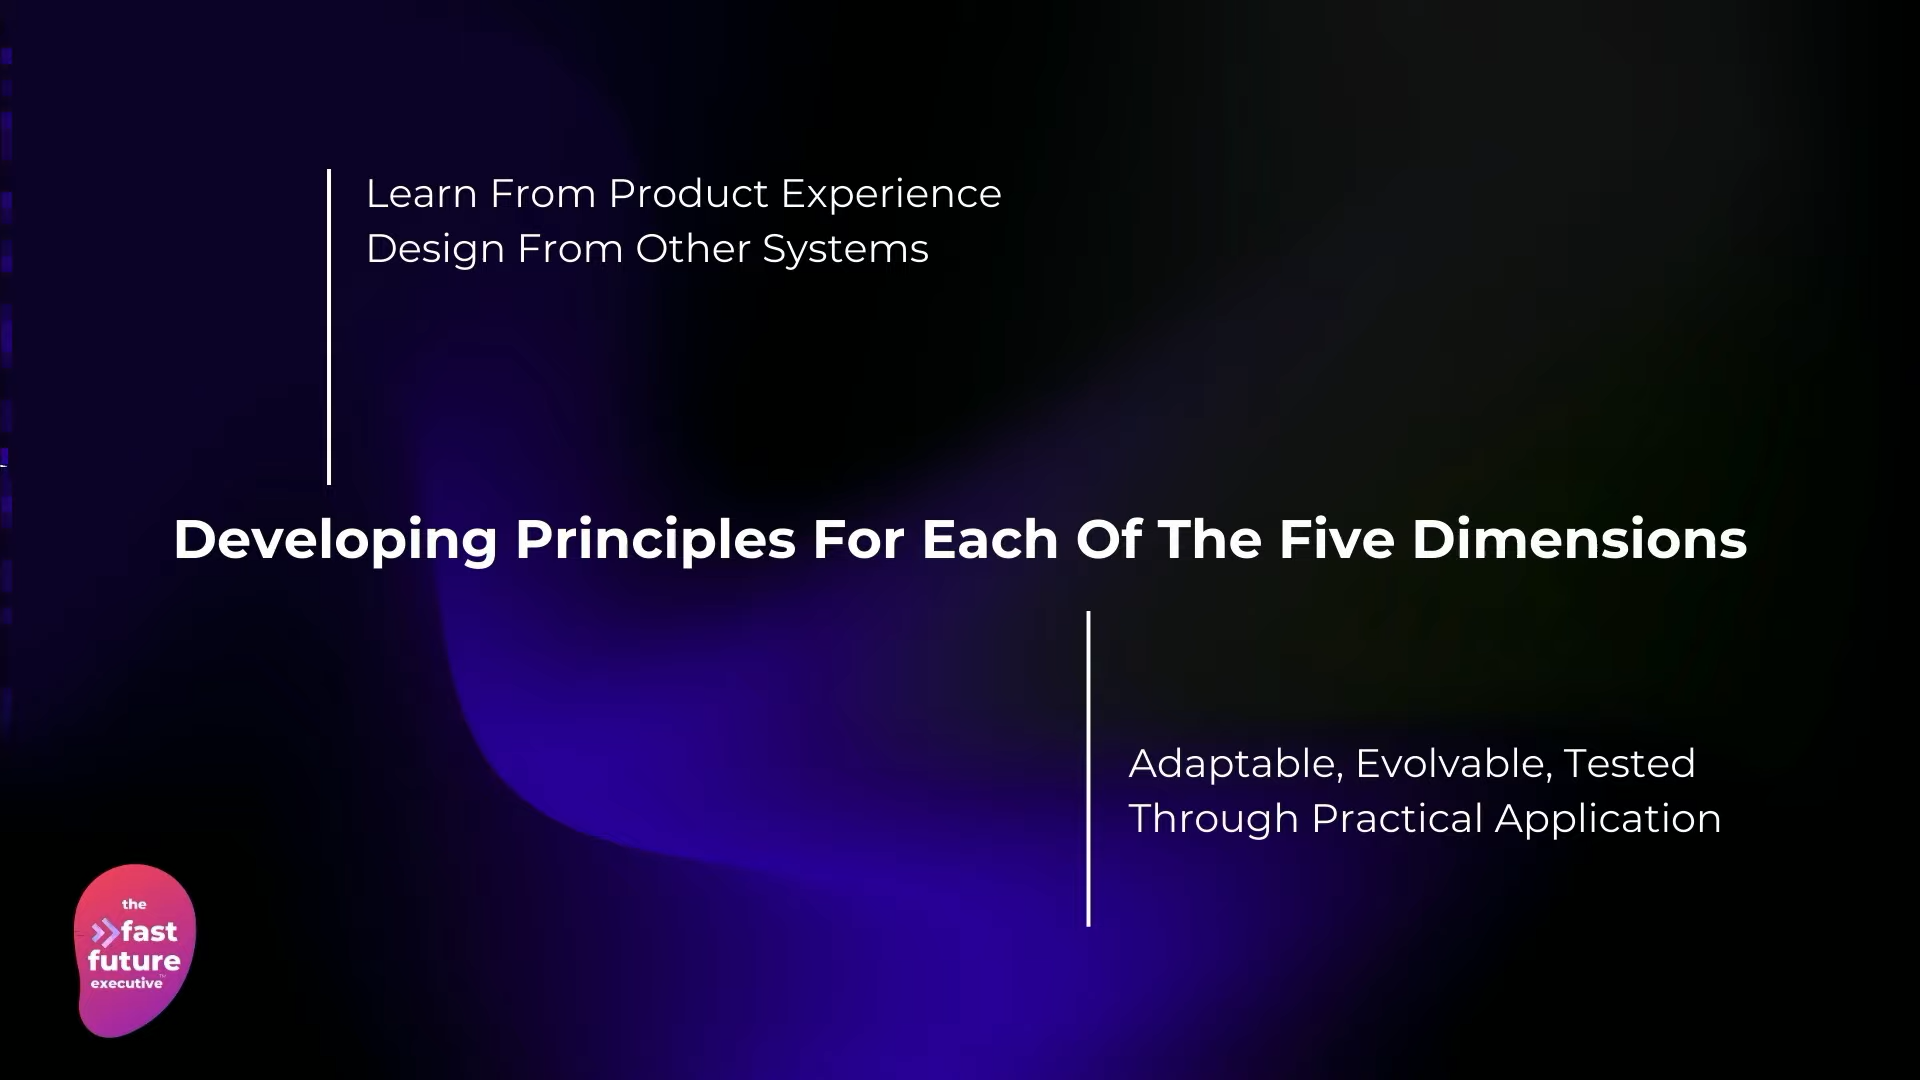 Learn From Product Experience
Design From Other Systems
Developing Principles For Each Of The Five Dimensions
Adaptable, Evolvable, Tested
Through Practical Application
the
fast
future
executive™